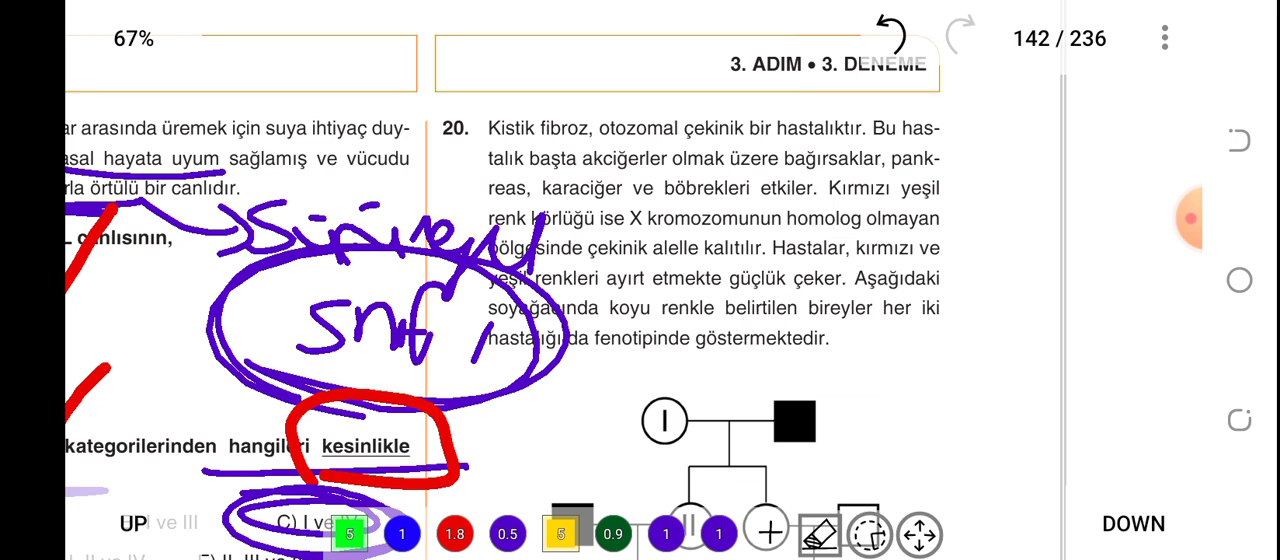 67%
142 / 236
3. ADIM • 3. DENEME
ar arasında üremek için suya ihtiyaç duy-
asal hayata uyum sağlamış ve vücudu
rla örtülü bir canlıdır.
L canlısının,
Sürüngen
Sınıfı
kategorilerinden hangileri kesinlikle
I ve III
C) I ve IV
20. Kistik fibroz, otozomal çekinik bir hastalıktır. Bu has-
talık başta akciğerler olmak üzere bağırsaklar, pank-
reas, karaciğer ve böbrekleri etkiler. Kırmızı yeşil
renk körlüğü ise X kromozomunun homolog olmayan
bölgesinde çekinik alelle kalıtılır. Hastalar, kırmızı ve
yeşil renkleri ayırt etmekte güçlük çeker. Aşağıdaki
soyağacında koyu renkle belirtilen bireyler her iki
hastalığı da fenotipinde göstermektedir.
I
II
UP
5
1
1.8
0.5
5
0.9
1
1
DOWN